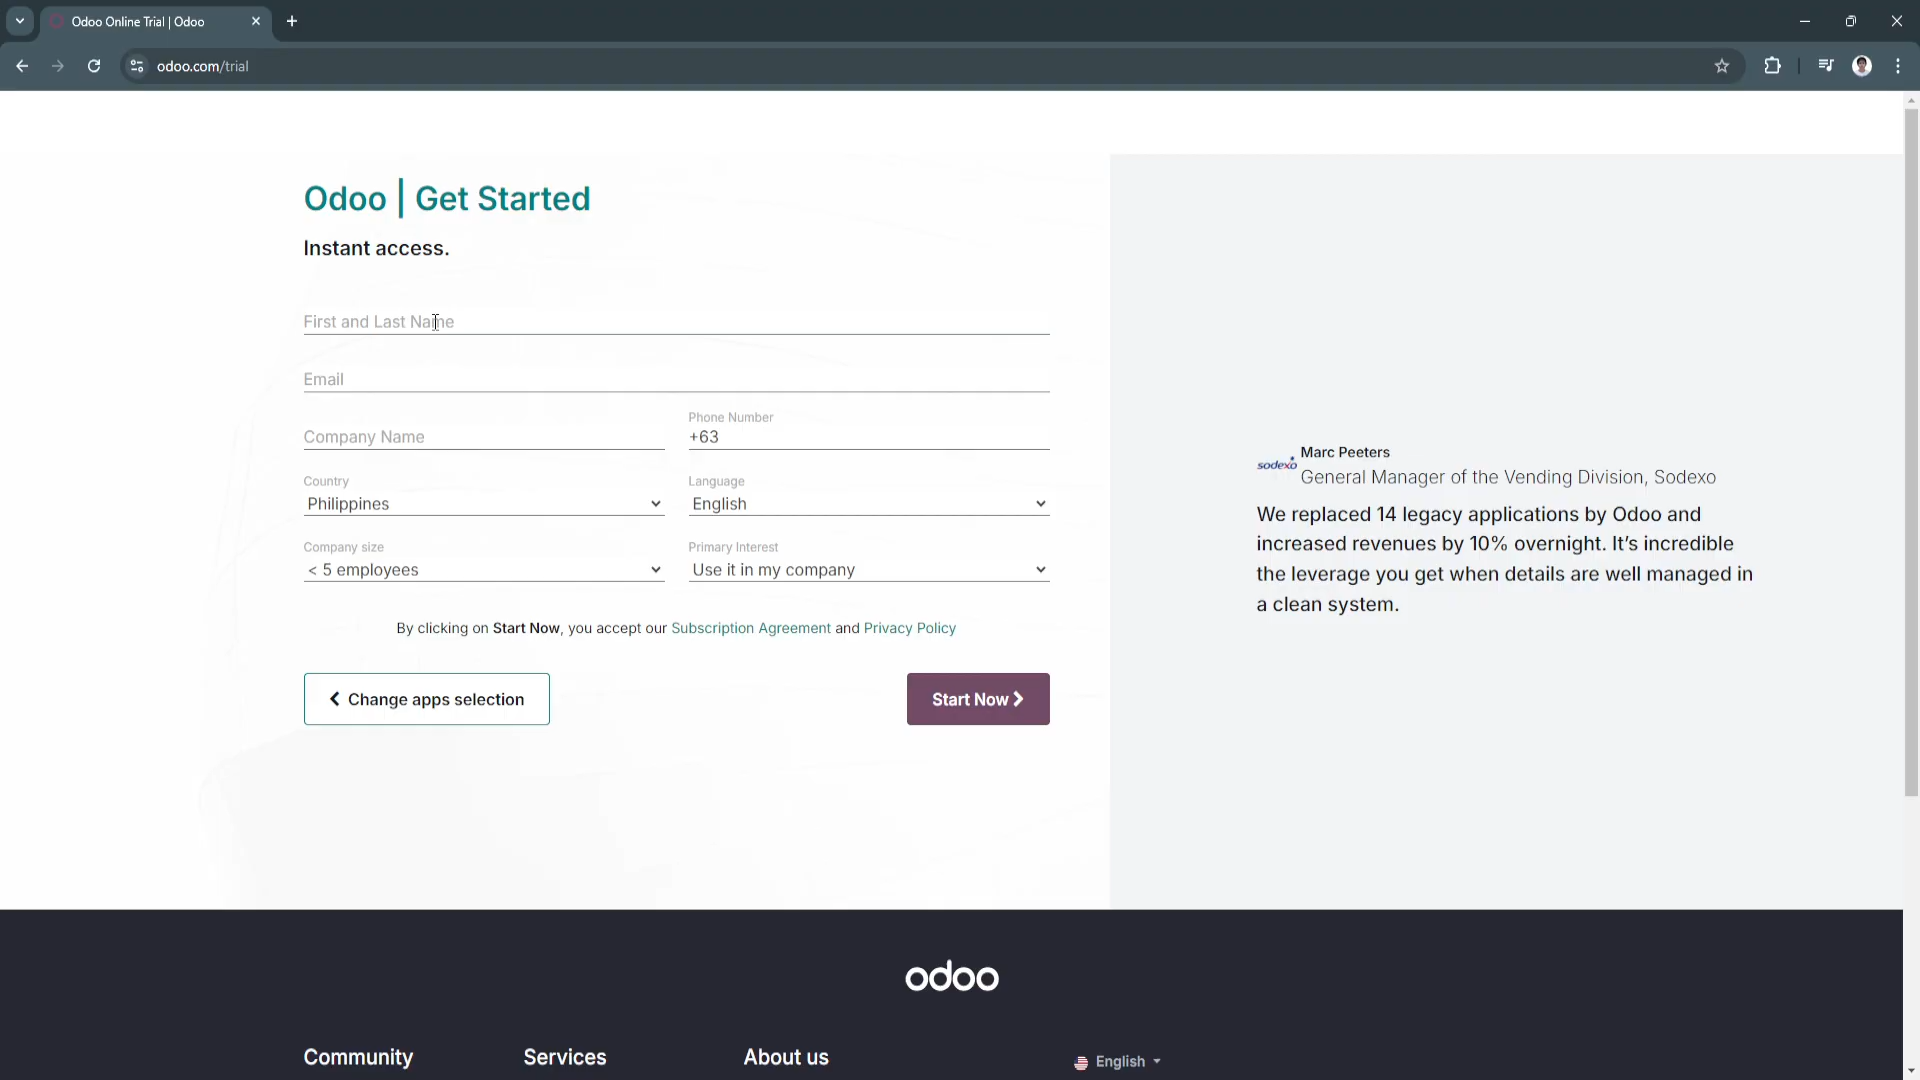 Odoo Online Trial | Odoo
odoo.com/trial
Odoo | Get Started
Instant access.
First and Last Name
Email
Company Name
Phone Number
+63
Country
Philippines
Language
English
Company size
< 5 employees
Primary Interest
Use it in my company
By clicking on Start Now, you accept our Subscription Agreement and Privacy Policy
Change apps selection
Start Now
sodexo
Marc Peeters
General Manager of the Vending Division, Sodexo
We replaced 14 legacy applications by Odoo and
increased revenues by 10% overnight. It’s incredible
the leverage you get when details are well managed in
a clean system.
odoo
Community
Services
About us
English